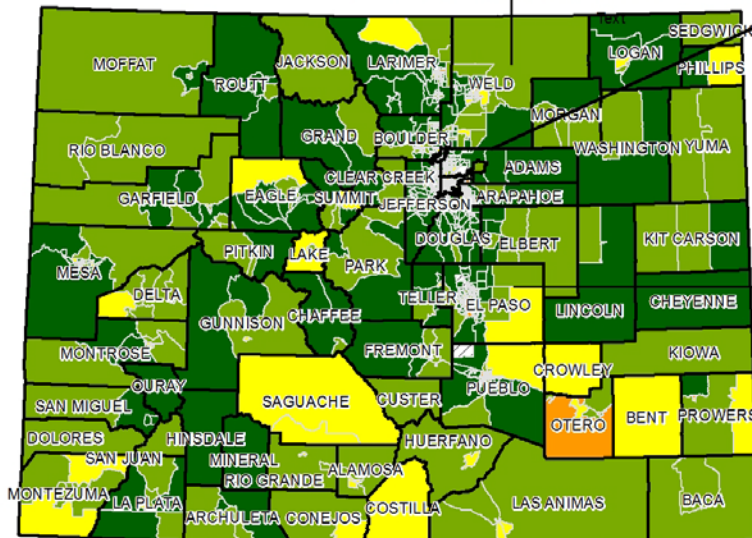 Text
SEDGWICK
LOGAN
PHILLIPS
MOFFAT
ROUTT
JACKSON
LARIMER
WELD
MORGAN
GRAND
BOULDER
RIO BLANCO
WASHINGTON
YUMA
GARFIELD
EAGLE
CLEAR CREEK
SUMMIT
JEFFERSON
ADAMS
ARAPAHOE
DOUGLAS
ELBERT
KIT CARSON
MESA
PITKIN
LAKE
PARK
DELTA
GUNNISON
CHAFFEE
TELLER
EL PASO
LINCOLN
CHEYENNE
MONTROSE
FREMONT
CROWLEY
KIOWA
OURAY
SAGUACHE
CUSTER
PUEBLO
OTERO
BENT
PROWERS
SAN MIGUEL
DOLORES
HINSDALE
SAN JUAN
MINERAL
RIO GRANDE
ALAMOSA
HUERFANO
MONTEZUMA
LA PLATA
ARCHULETA
CONEJOS
COSTILLA
LAS ANIMAS
BACA